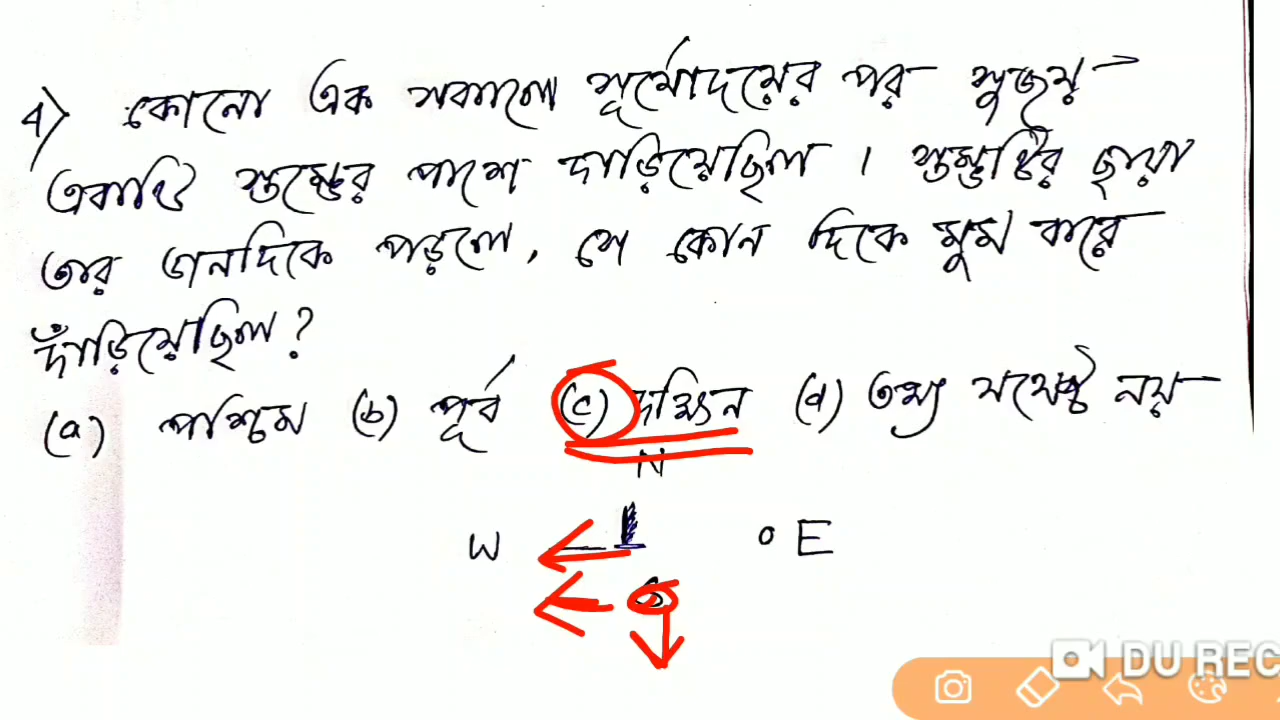 4) কোনো এক সকালে সূর্যোদয়ের পর সুজয়
একটি স্তম্ভের পাশে দাঁড়িয়েছিল । স্তম্ভটির ছায়া
তার ডানদিকে পড়লে, সে কোন দিকে মুখ করে
দাঁড়িয়েছিল?
(a) পশ্চিম (b) পূর্ব (c) দক্ষিন (d) তথ্য যথেষ্ট নয়
N
W E
S
DU REC